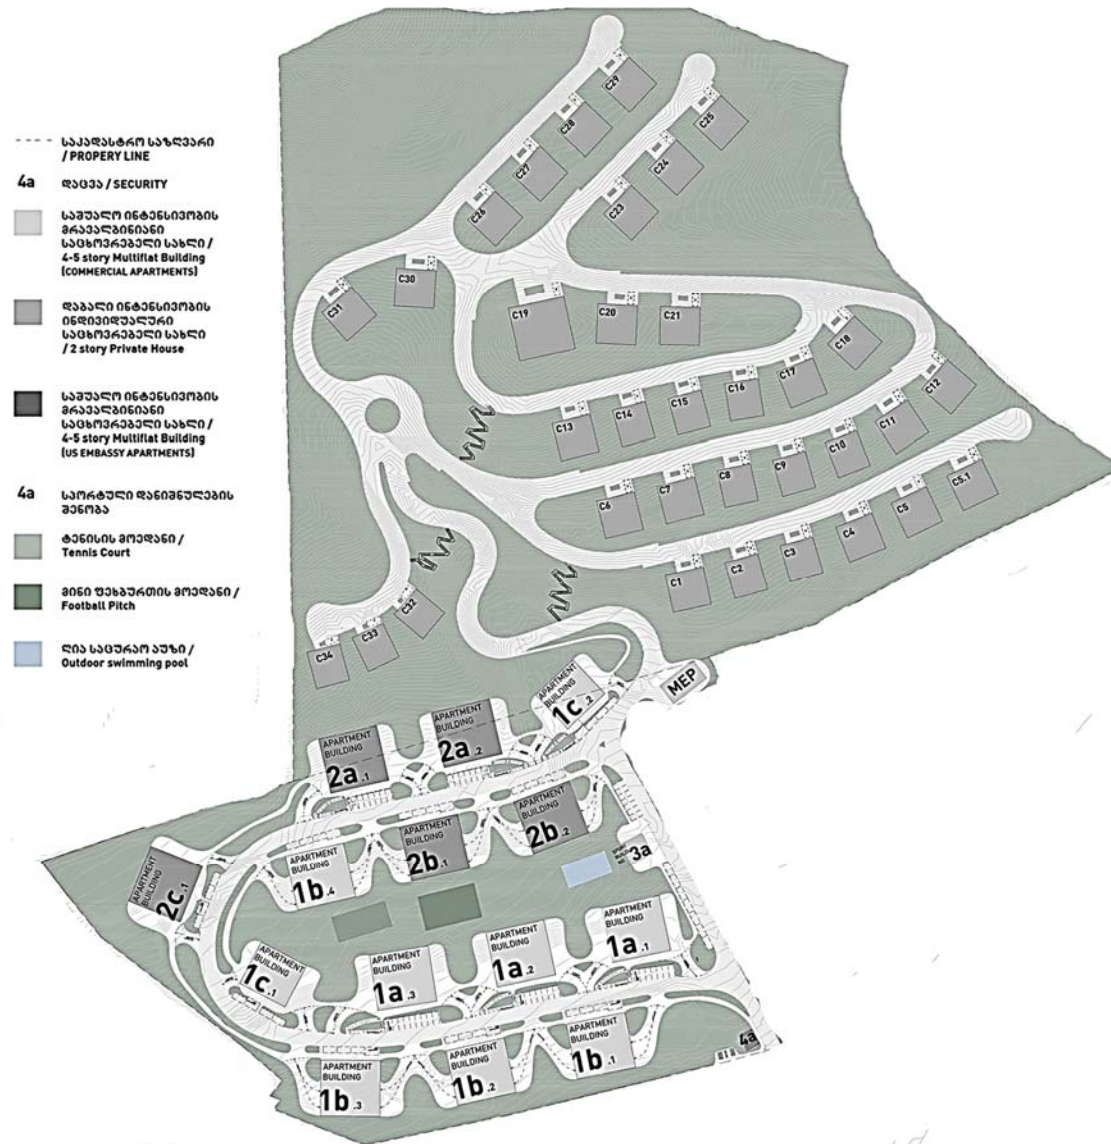 საკადასტრო საზღვარი
/ PROPERY LINE
4a დაცვა / SECURITY
საშუალო ინტენსივობის
მრავალბინიანი
საცხოვრებელი სახლი /
4-5 story Multiflat Building
(COMMERCIAL APARTMENTS)
დაბალი ინტენსივობის
ინდივიდუალური
საცხოვრებელი სახლი
/ 2 story Private House
საშუალო ინტენსივობის
მრავალბინიანი
საცხოვრებელი სახლი /
4-5 story Multiflat Building
(US EMBASSY APARTMENTS)
4a სპორტული დანიშნულების
შენობა
ტენისის მოედანი /
Tennis Court
მინი ფეხბურთის მოედანი /
Football Pitch
ღია საცურაო აუზი /
Outdoor swimming pool
C29
C28
C25
C27
C24
C26
C23
C30
C31
C19
C20
C21
C18
C17
C16
C15
C14
C13
C12
C11
C10
C9
C8
C7
C6
C5.1
C5
C4
C3
C2
C1
C32
C33
C34
MEP
APARTMENT
BUILDING
1c.2
APARTMENT
BUILDING
2a.2
APARTMENT
BUILDING
2a.1
APARTMENT
BUILDING
2b.2
APARTMENT
BUILDING
2b.1
APARTMENT
BUILDING
1b.4
APARTMENT
BUILDING
2c.1
3a
APARTMENT
BUILDING
1a.1
APARTMENT
BUILDING
1a.2
APARTMENT
BUILDING
1a.3
APARTMENT
BUILDING
1c.1
APARTMENT
BUILDING
1b.1
APARTMENT
BUILDING
1b.2
APARTMENT
BUILDING
1b.3
4a